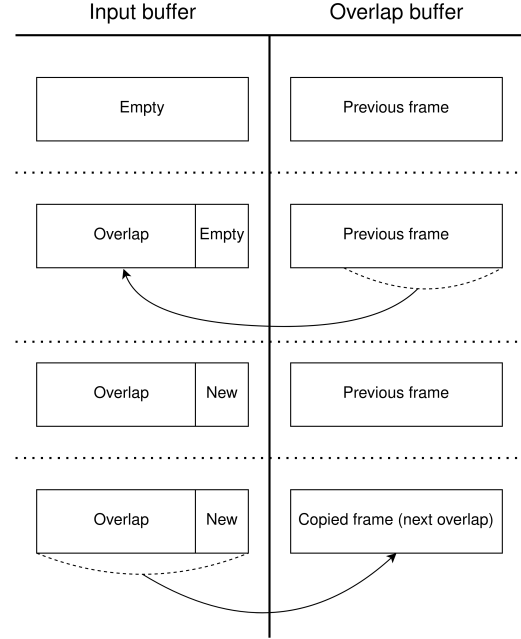 Input buffer
Overlap buffer
Empty
Previous frame
Overlap
Empty
Previous frame
Overlap
New
Previous frame
Overlap
New
Copied frame (next overlap)